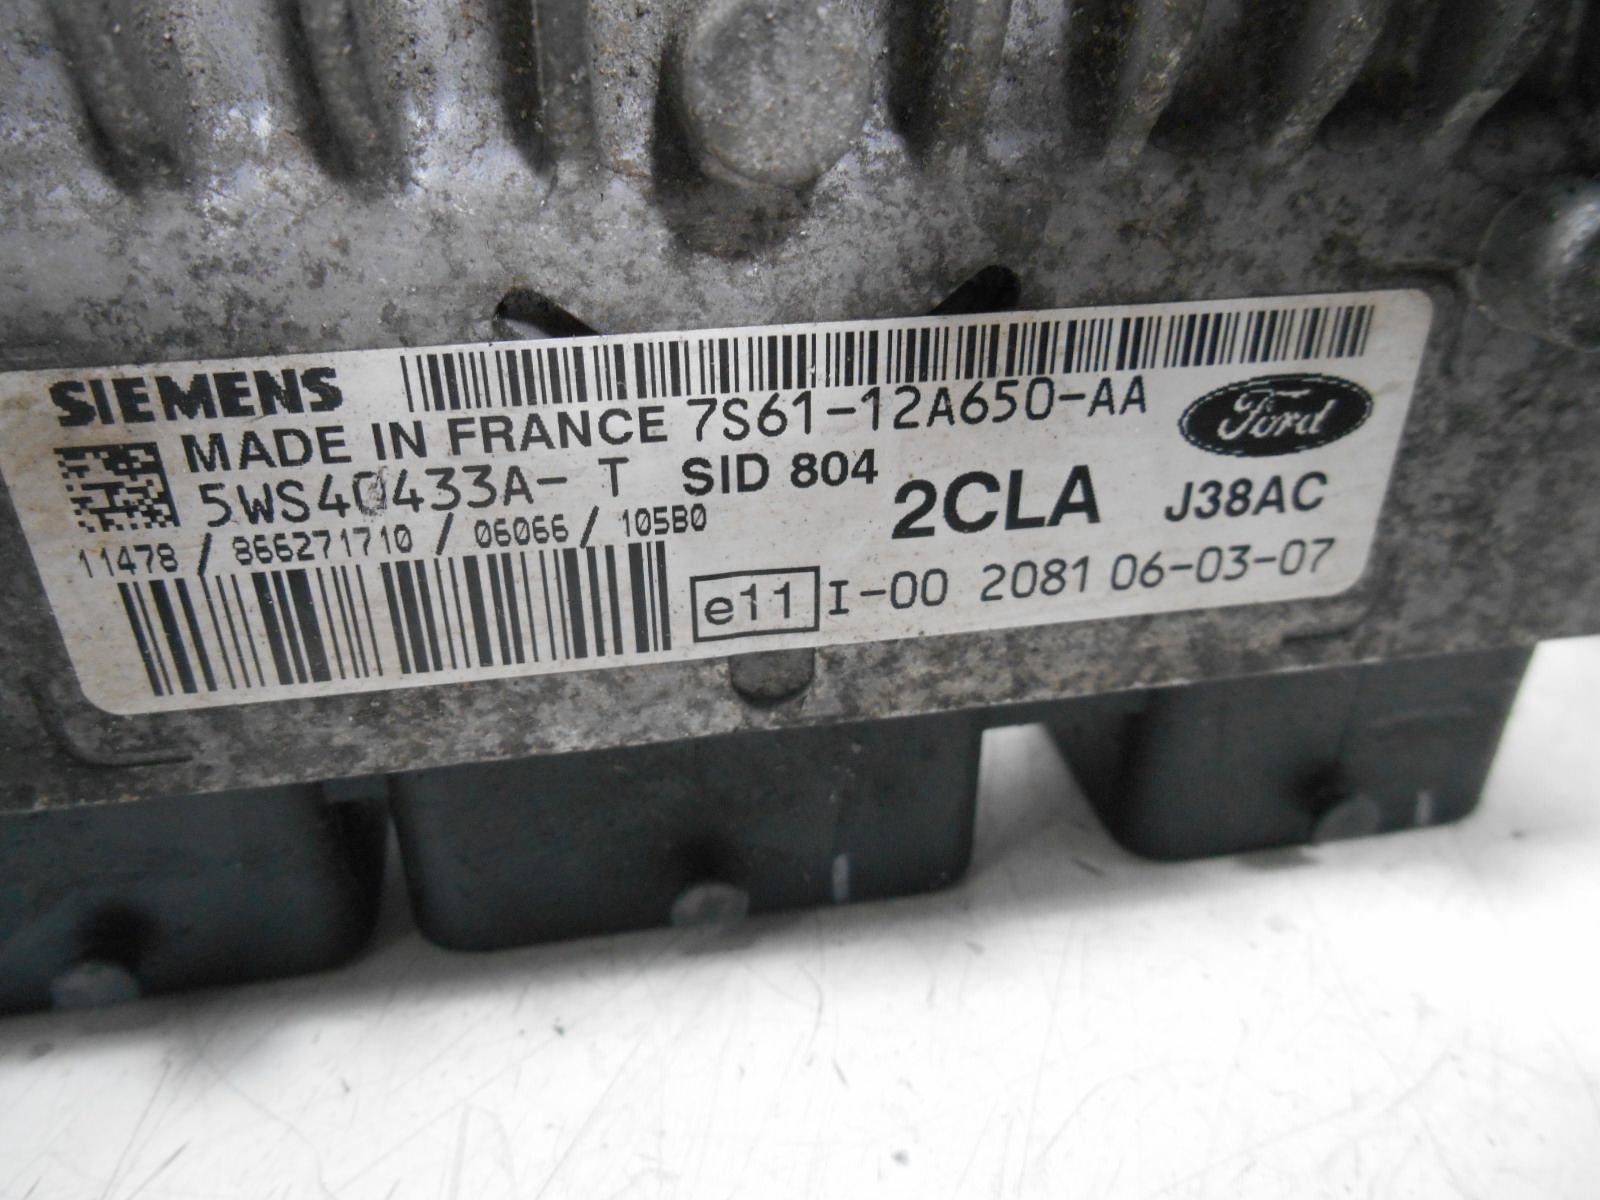 SIEMENS
MADE IN FRANCE 7S61-12A650-AA
Ford
5WS40433A- T SID 804 2CLA J38AC
11478 / 866271710 / 06066 / 105B0
e11 I-00 2081 06-03-07